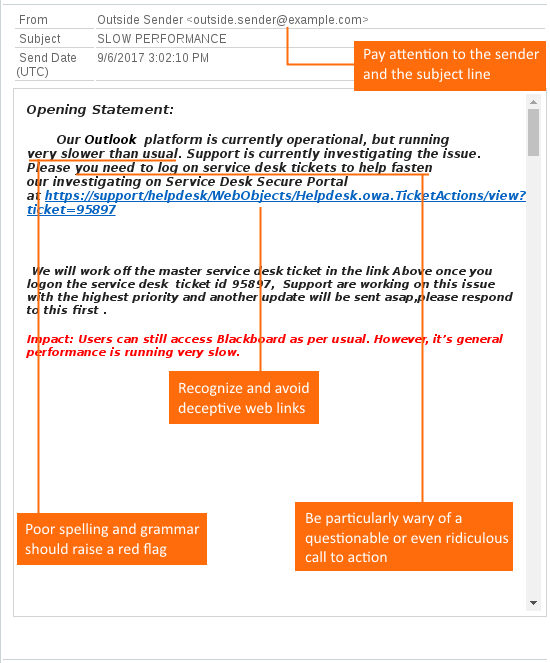 From Outside Sender <outside.sender@example.com>
Subject SLOW PERFORMANCE
Send Date 9/6/2017 3:02:10 PM
(UTC)
Pay attention to the sender
and the subject line
Opening Statement:
Our Outlook platform is currently operational, but running
very slower than usual. Support is currently investigating the issue.
Please you need to log on service desk tickets to help fasten
our investigating on Service Desk Secure Portal
at https://support/helpdesk/WebObjects/Helpdesk.owa.TicketActions/view?
ticket=95897
We will work off the master service desk ticket in the link Above once you
logon the service desk ticket id 95897, Support are working on this issue
with the highest priority and another update will be sent asap,please respond
to this first .
Impact: Users can still access Blackboard as per usual. However, it's general
performance is running very slow.
Recognize and avoid
deceptive web links
Poor spelling and grammar
should raise a red flag
Be particularly wary of a
questionable or even ridiculous
call to action